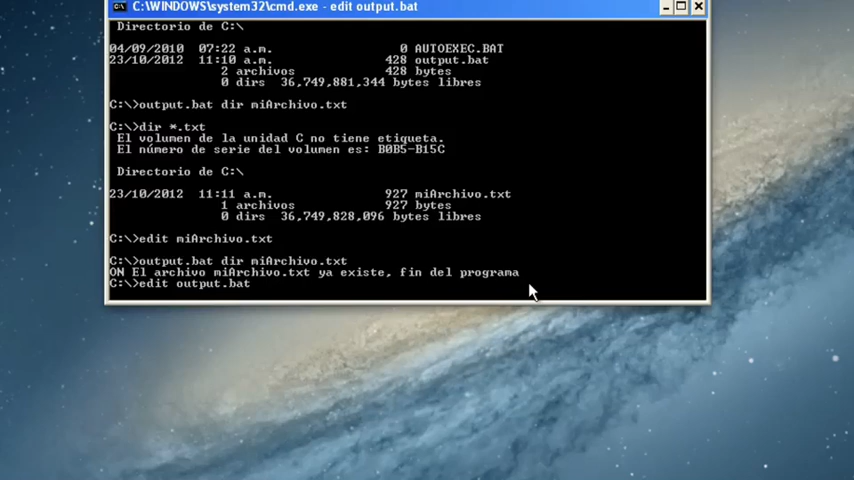 C:\WINDOWS\system32\cmd.exe - edit output.bat
Directorio de C:\
04/09/2010 07:22 a.m. 0 AUTOEXEC.BAT
23/10/2012 11:10 a.m. 428 output.bat
2 archivos 428 bytes
0 dirs 36,749,881,344 bytes libres
C:\>output.bat dir miArchivo.txt
C:\>dir *.txt
El volumen de la unidad C no tiene etiqueta.
El número de serie del volumen es: B0B5-B15C
Directorio de C:\
23/10/2012 11:11 a.m. 927 miArchivo.txt
1 archivos 927 bytes
0 dirs 36,749,828,096 bytes libres
C:\>edit miArchivo.txt
C:\>output.bat dir miArchivo.txt
ON El archivo miArchivo.txt ya existe, fin del programa
C:\>edit output.bat